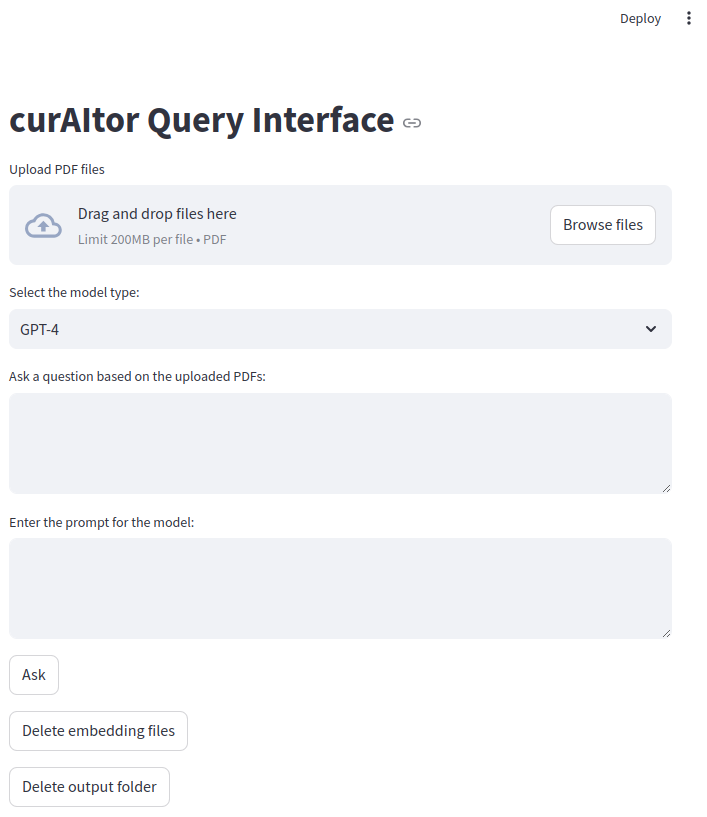 Deploy
curAItor Query Interface
Upload PDF files
Drag and drop files here
Limit 200MB per file • PDF
Browse files
Select the model type:
GPT-4
Ask a question based on the uploaded PDFs:
Enter the prompt for the model:
Ask
Delete embedding files
Delete output folder